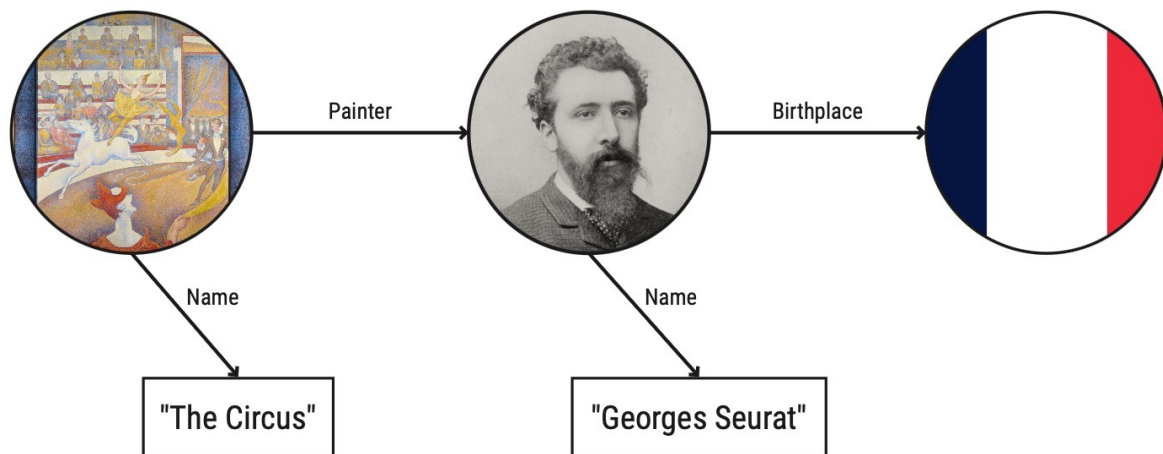 Painter
Birthplace
Name
Name
"The Circus"
"Georges Seurat"